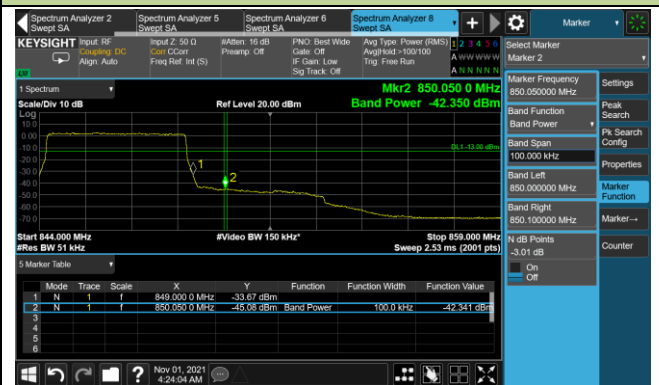 Spectrum Analyzer 2
Swept SA
Spectrum Analyzer 5
Swept SA
Spectrum Analyzer 6
Swept SA
Spectrum Analyzer 8
Swept SA
Marker
KEYSIGHT
Input: RF
Coupling: DC
Align: Auto
Input Z: 50 Ω
Corr CCorr
Freq Ref: Int (S)
#Atten: 16 dB
Preamp: Off
PNO: Best Wide
Gate: Off
IF Gain: Low
Sig Track: Off
Avg Type: Power (RMS)
Avg|Hold:>100/100
Trig: Free Run
1 2 3 4 5 6
A W W W W W
A N N N N N
Select Marker
Marker 2
1 Spectrum
Scale/Div 10 dB
Log
Ref Level 20.00 dBm
Mkr2 850.050 0 MHz
Band Power -42.350 dBm
10.0
0.00
-10.0
-20.0
-30.0
-40.0
-50.0
-60.0
-70.0
DL1 -13.00 dBm
1
2
Start 844.000 MHz
#Res BW 51 kHz
#Video BW 150 kHz*
Stop 859.000 MHz
Sweep 2.53 ms (2001 pts)
5 Marker Table
Mode Trace Scale X Y Function Function Width Function Value
1 N 1 f 849.000 0 MHz -33.67 dBm
2 N 1 f 850.050 0 MHz -45.08 dBm Band Power 100.0 kHz -42.341 dBm
3
4
5
6
Marker Frequency
850.050000 MHz
Band Function
Band Power
Band Span
100.000 kHz
Band Left
850.000000 MHz
Band Right
850.100000 MHz
N dB Points
-3.01 dB
On
Off
Settings
Peak
Search
Pk Search
Config
Properties
Marker
Function
Marker→
Counter
Nov 01, 2021
4:24:04 AM